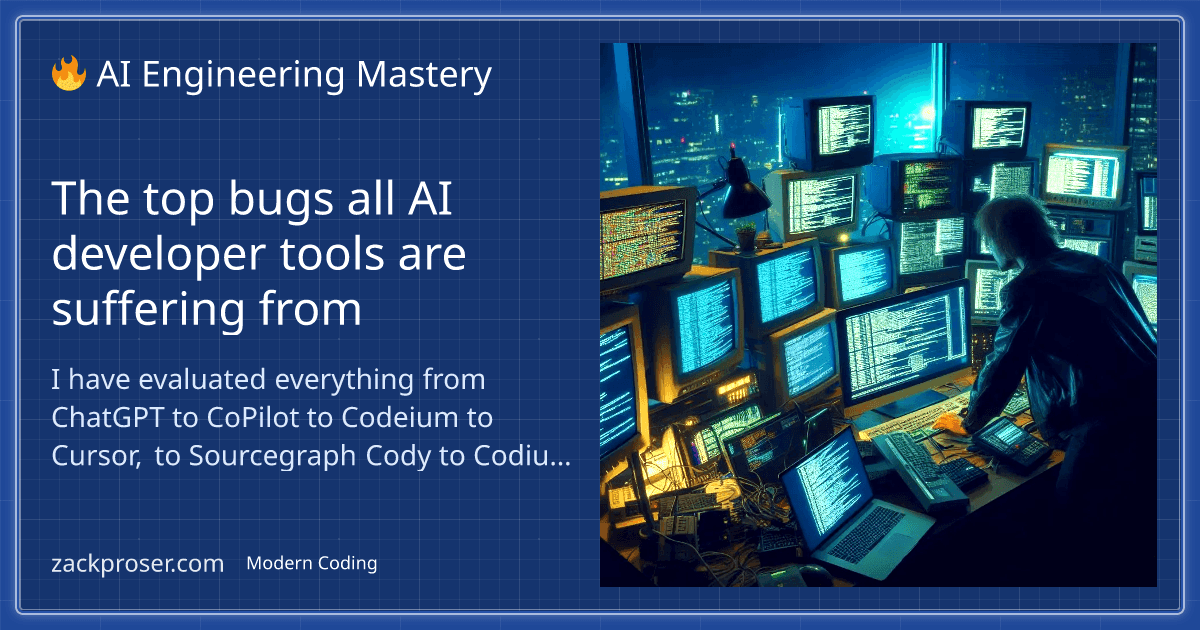 🔥 AI Engineering Mastery
The top bugs all AI
developer tools are
suffering from
I have evaluated everything from
ChatGPT to CoPilot to Codeium to
Cursor, to Sourcegraph Cody to Codiu...
zackproser.com Modern Coding